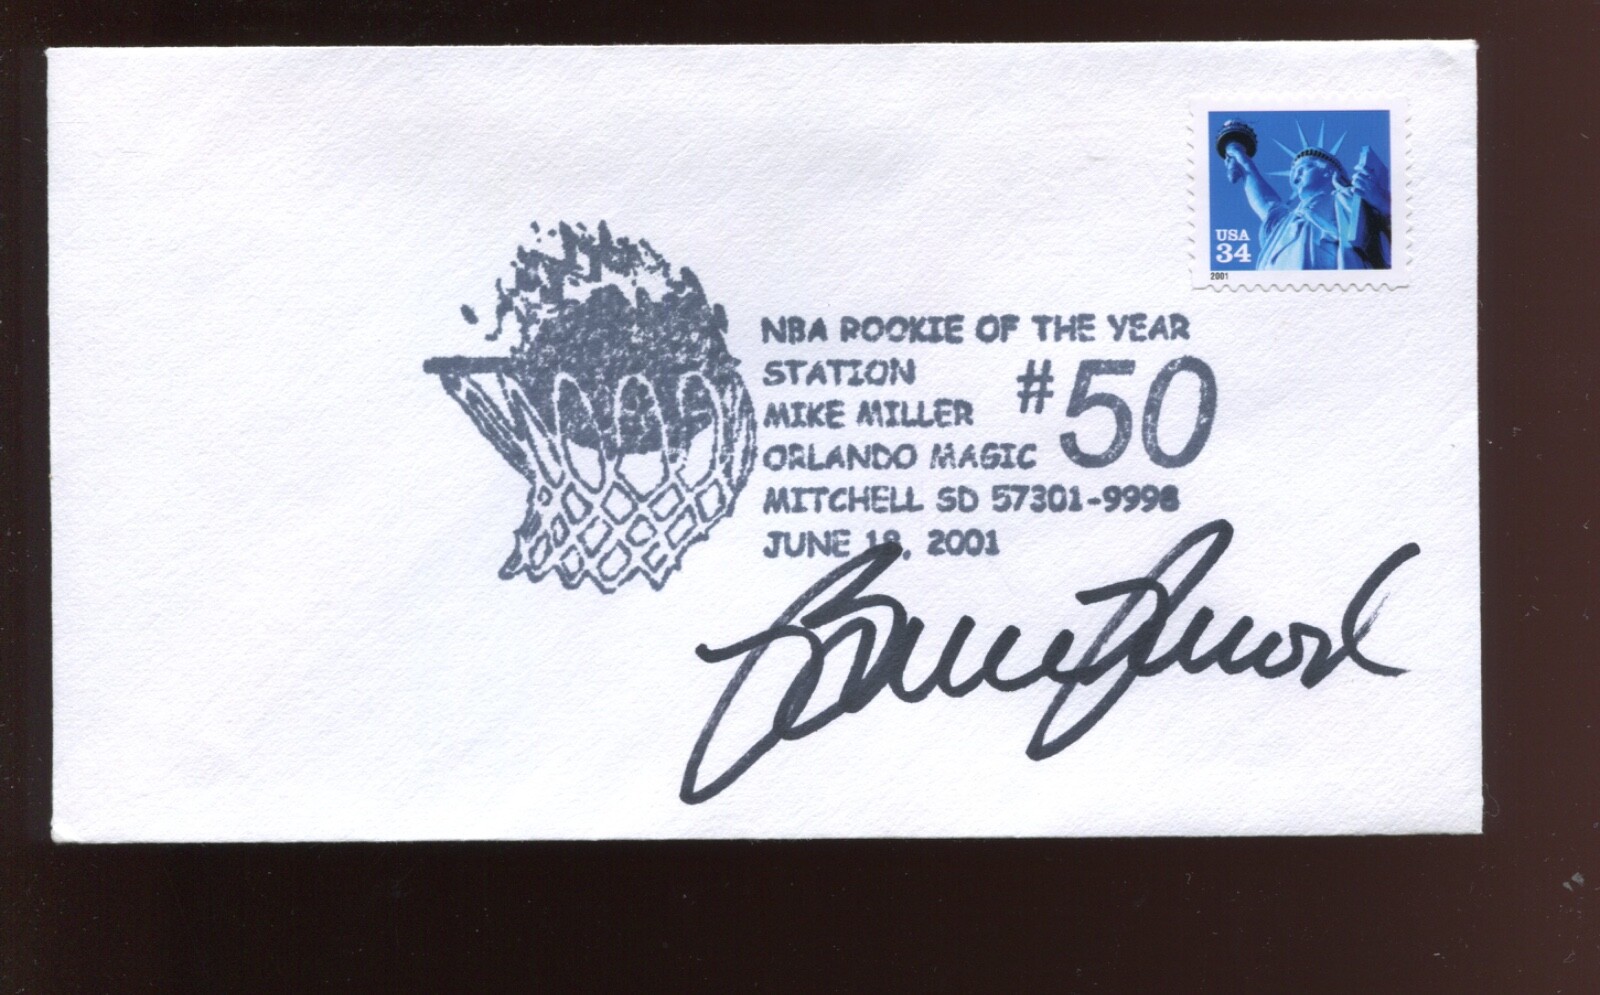 USA
34
2001
NBA ROOKIE OF THE YEAR
STATION
MIKE MILLER #50
ORLANDO MAGIC
MITCHELL SD 57301-9998
JUNE 18, 2001